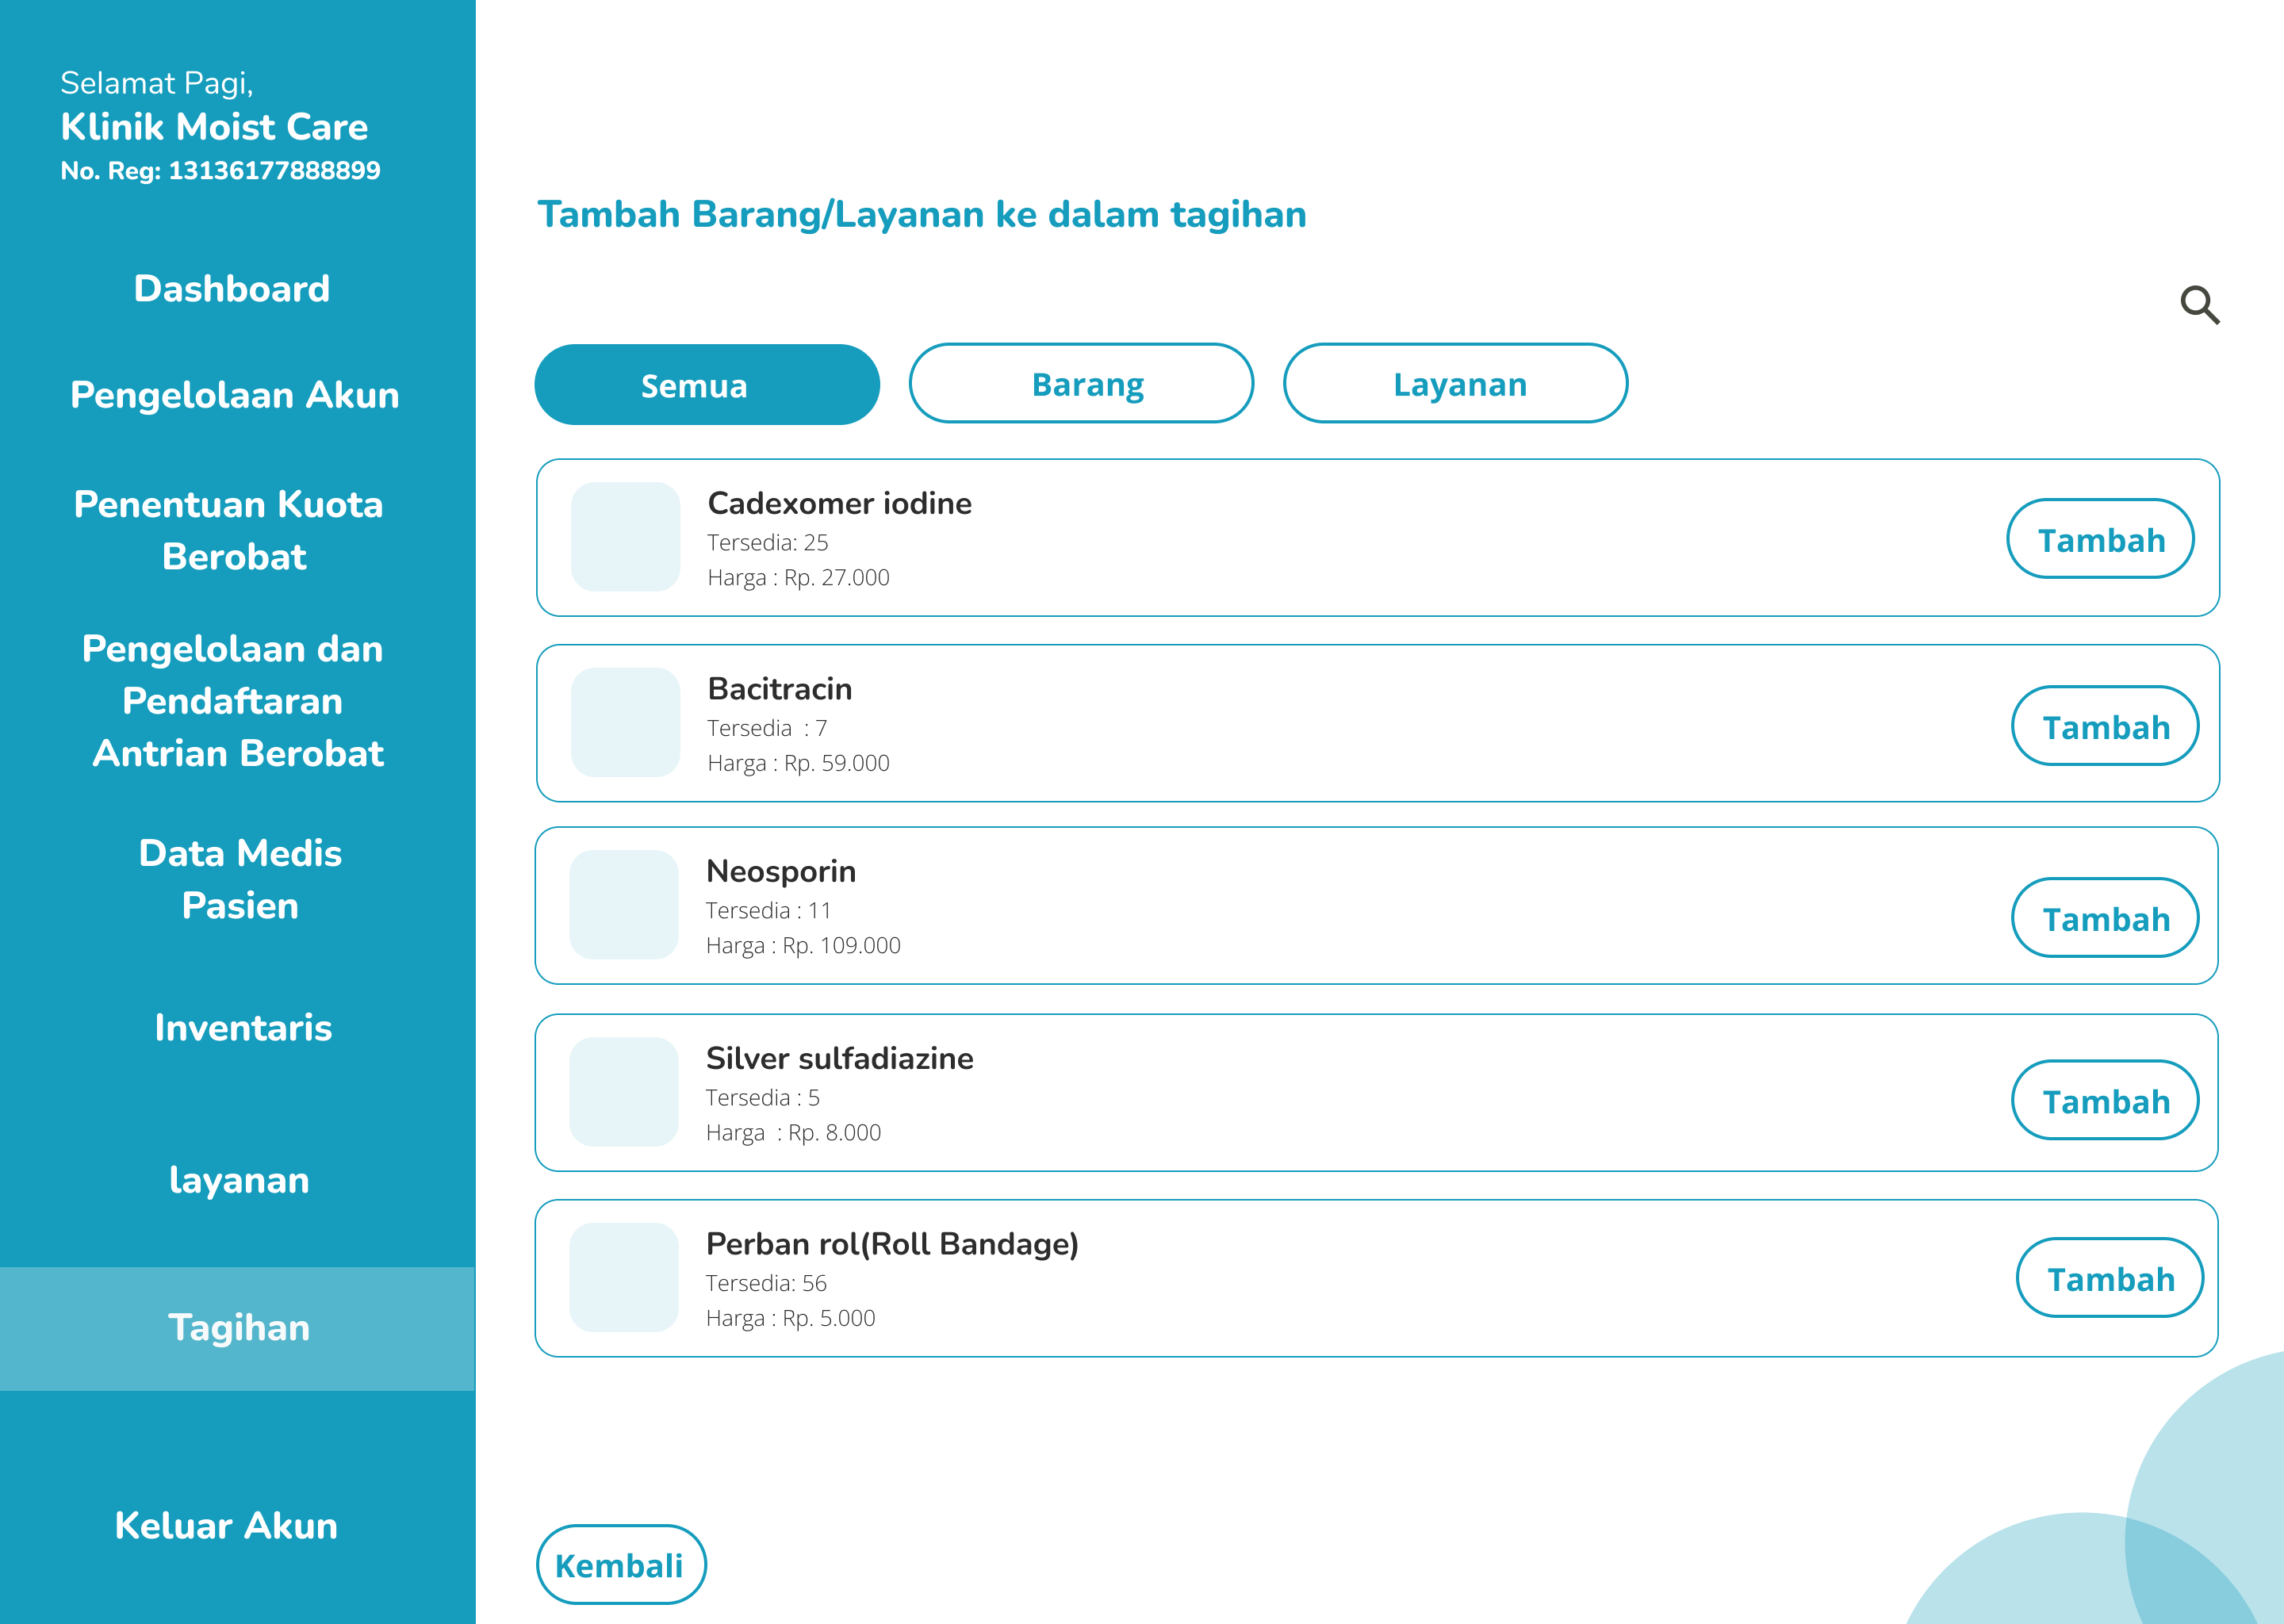 Selamat Pagi,
Klinik Moist Care
No. Reg: 13136177888899
Dashboard
Pengelolaan Akun
Penentuan Kuota
Berobat
Pengelolaan dan
Pendaftaran
Antrian Berobat
Data Medis
Pasien
Inventaris
layanan
Tagihan
Keluar Akun
Tambah Barang/Layanan ke dalam tagihan
Semua
Barang
Layanan
Cadexomer iodine
Tersedia: 25
Harga : Rp. 27.000
Tambah
Bacitracin
Tersedia  : 7
Harga : Rp. 59.000
Tambah
Neosporin
Tersedia : 11
Harga : Rp. 109.000
Tambah
Silver sulfadiazine
Tersedia : 5
Harga  : Rp. 8.000
Tambah
Perban rol(Roll Bandage)
Tersedia: 56
Harga : Rp. 5.000
Tambah
Kembali